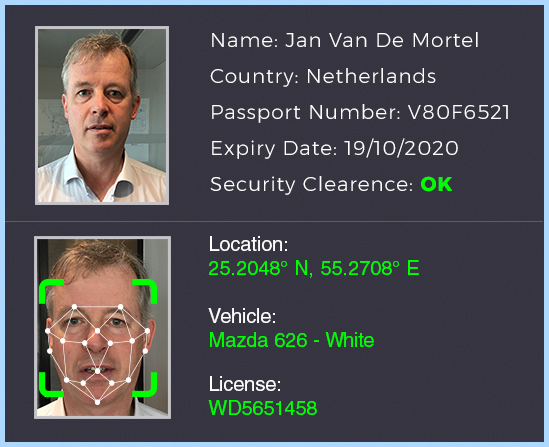 Name: Jan Van De Mortel
Country: Netherlands
Passport Number: V80F6521
Expiry Date: 19/10/2020
Security Clearence: OK
Location:
25.2048° N, 55.2708° E
Vehicle:
Mazda 626 - White
License:
WD5651458